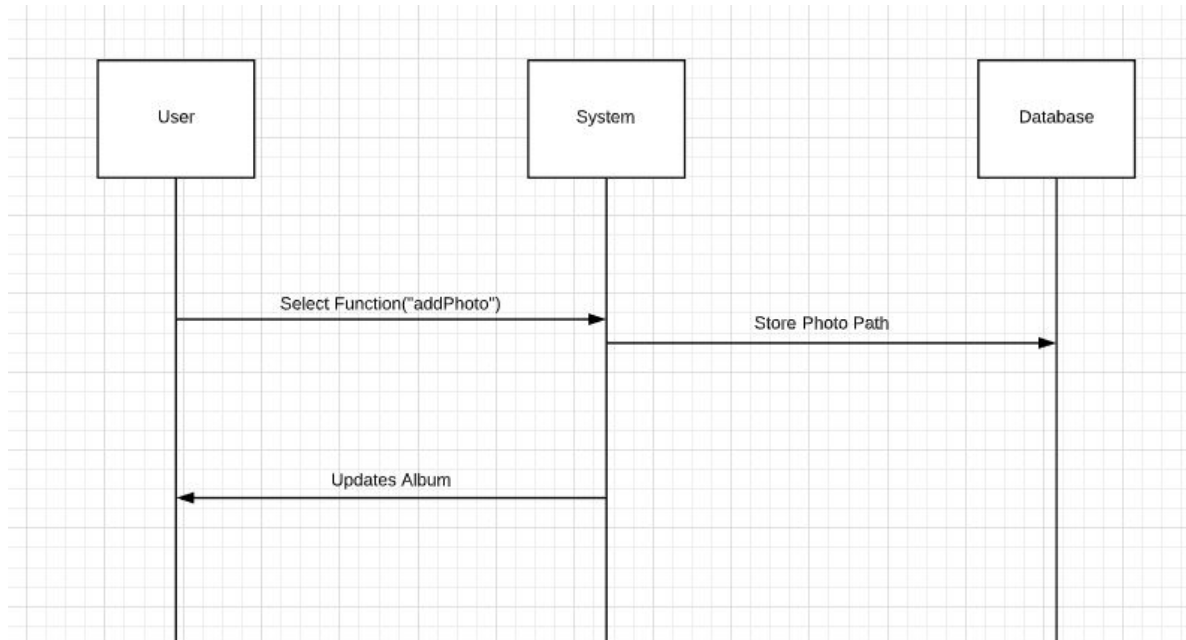 User
System
Database
Select Function("addPhoto")
Store Photo Path
Updates Album